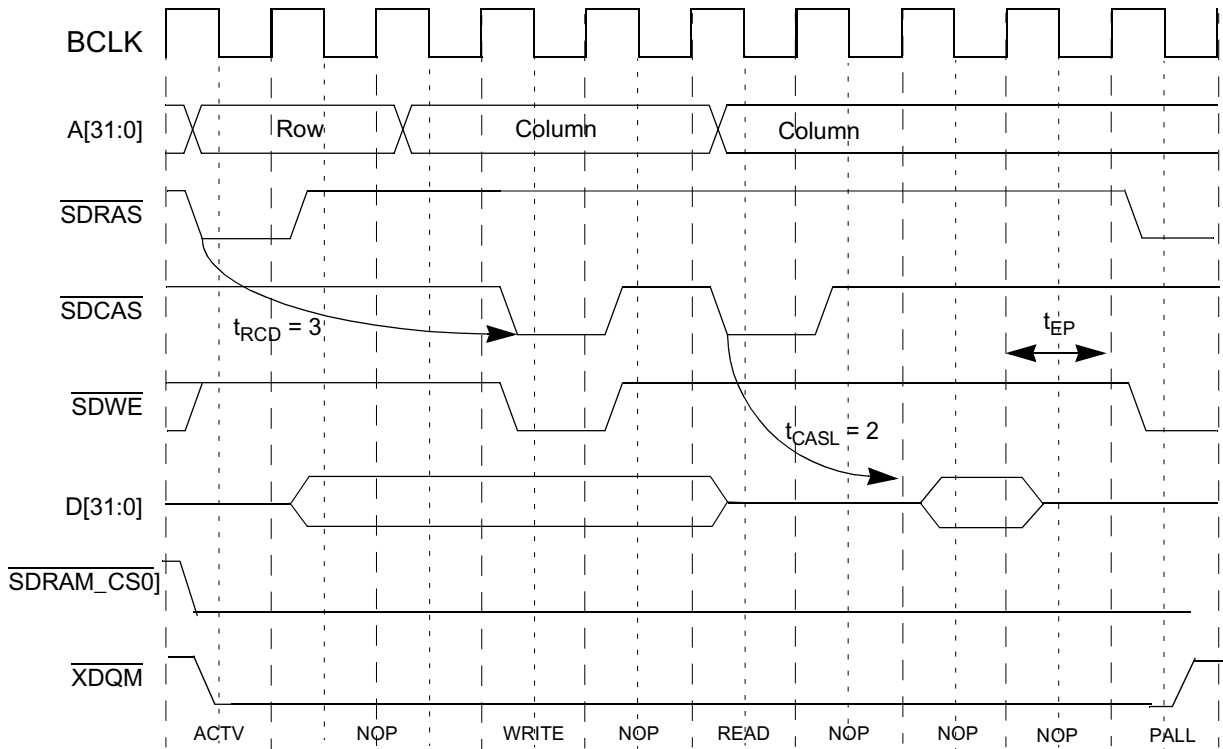 BCLK
A[31:0]
Row
Column
Column
SDRAS
SDCAS
tRCD = 3
tEP
SDWE
tCASL = 2
D[31:0]
SDRAM_CS0]
XDQM
ACTV NOP WRITE NOP READ NOP NOP NOP PALL